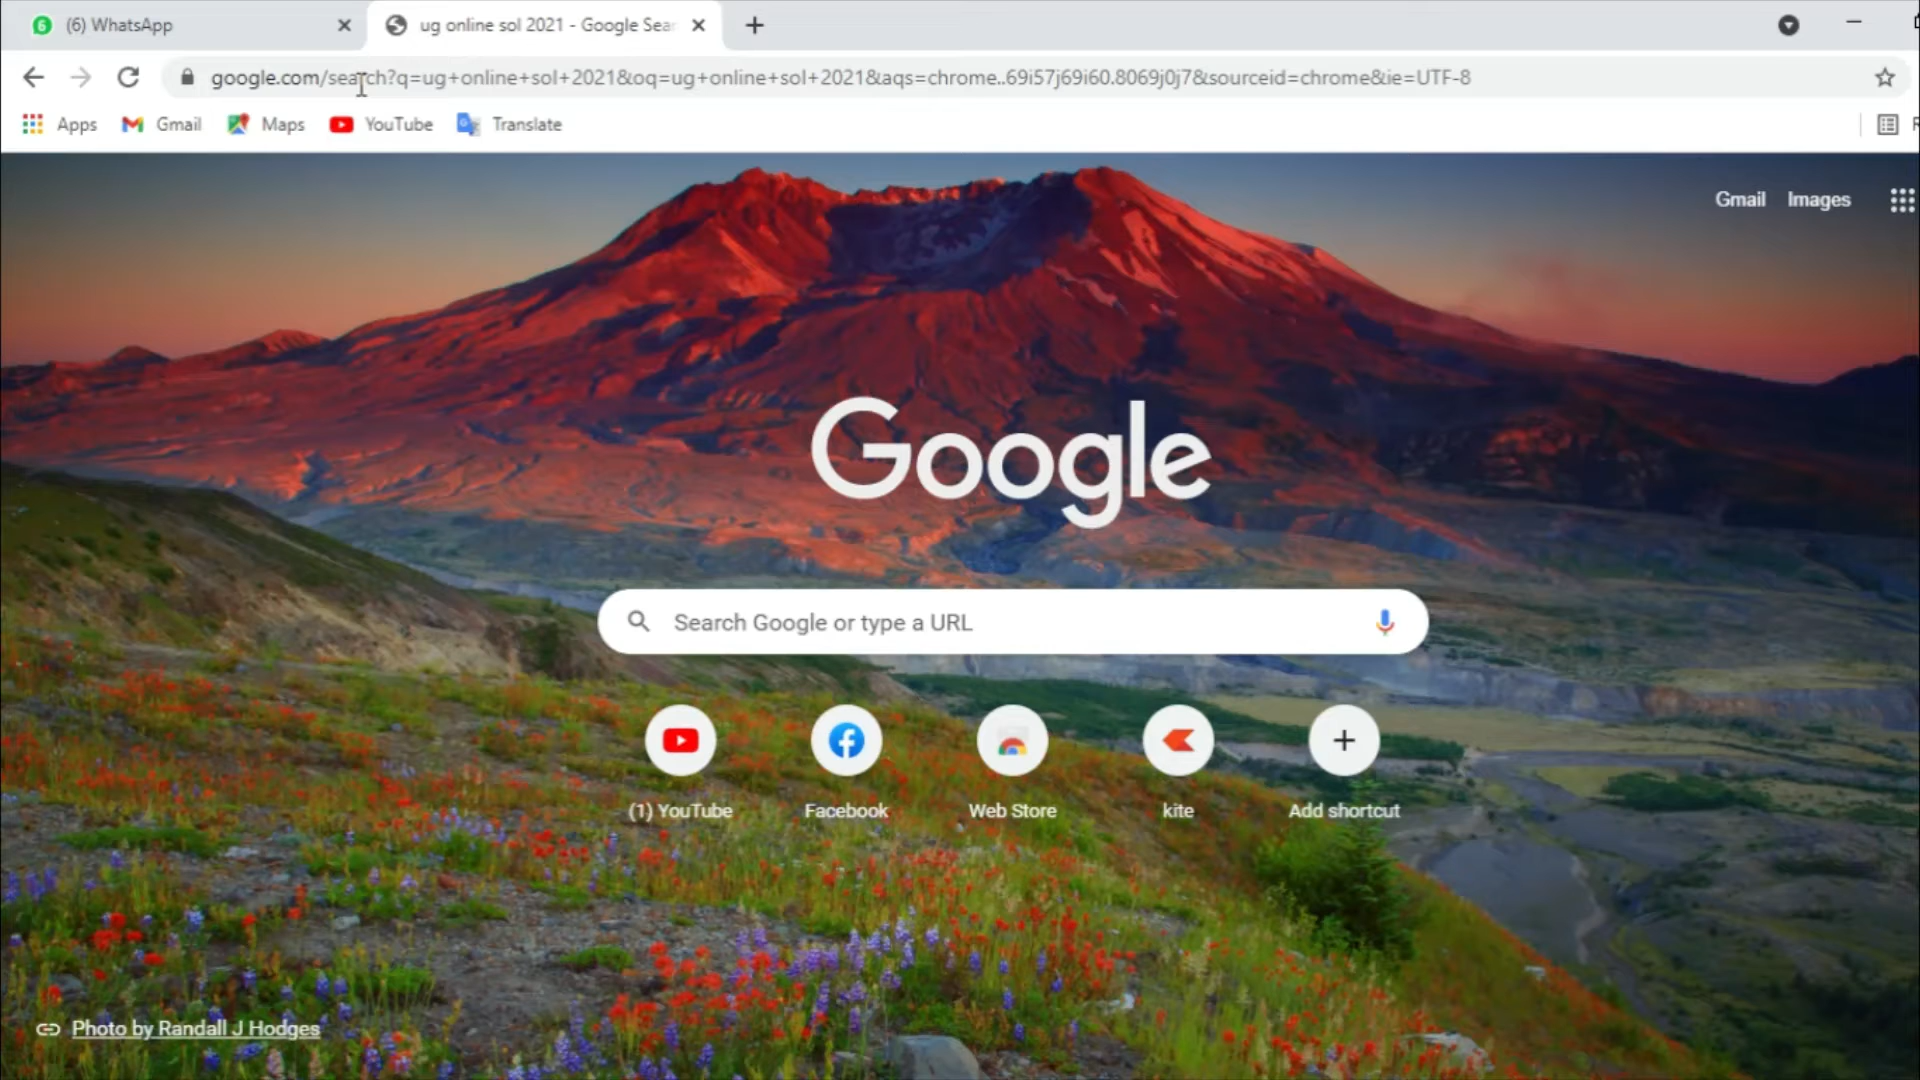 6 (6) WhatsApp
ug online sol 2021 - Google Sea
google.com/search?q=ug+online+sol+2021&oq=ug+online+sol+2021&aqs=chrome..69i57j69i60.8069j0j7&sourceid=chrome&ie=UTF-8
Apps Gmail Maps YouTube Translate
Gmail Images
Google
Search Google or type a URL
(1) YouTube Facebook Web Store kite Add shortcut
Photo by Randall J Hodges